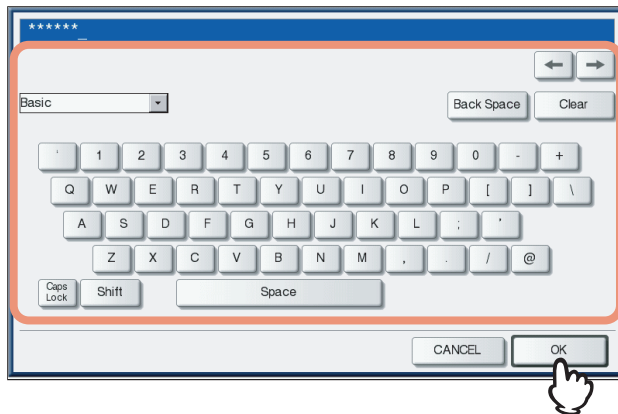 ******_
Basic
Back Space Clear
` 1 2 3 4 5 6 7 8 9 0 - +
Q W E R T Y U I O P [ ] \
A S D F G H J K L ; '
Z X C V B N M , . / @
Caps Lock Shift Space
CANCEL OK